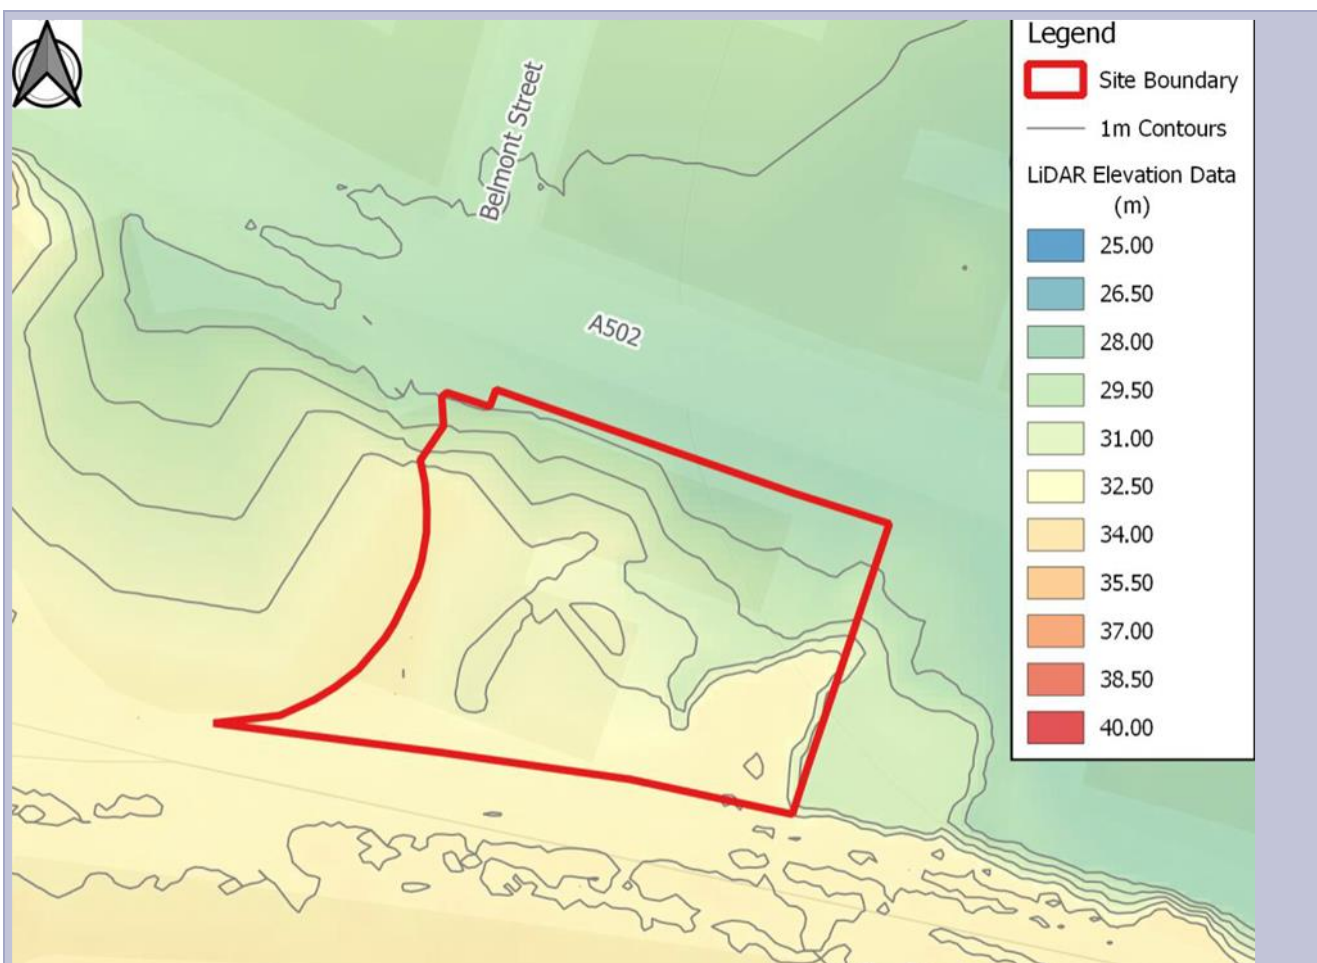 Legend
Site Boundary
1m Contours
LiDAR Elevation Data
(m)
25.00
26.50
28.00
29.50
31.00
32.50
34.00
35.50
37.00
38.50
40.00
Belmont Street
A502